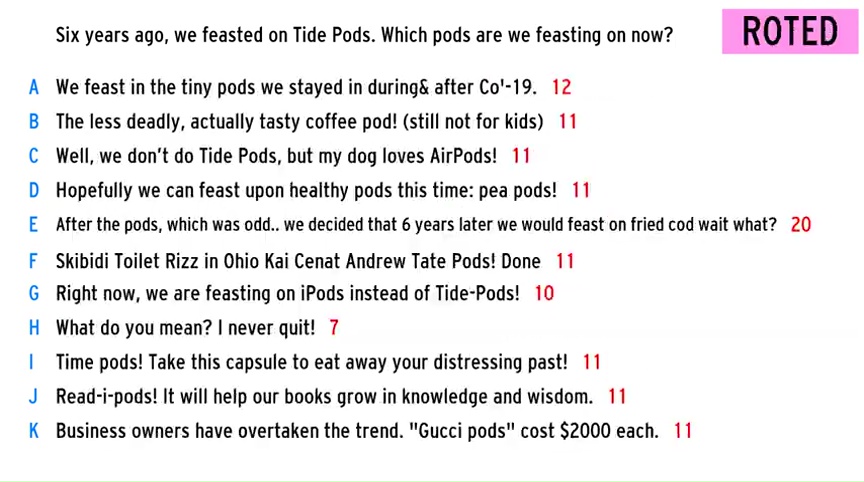 Six years ago, we feasted on Tide Pods. Which pods are we feasting on now?
ROTED
A We feast in the tiny pods we stayed in during& after Co'-19. 12
B The less deadly, actually tasty coffee pod! (still not for kids) 11
C Well, we don't do Tide Pods, but my dog loves AirPods! 11
D Hopefully we can feast upon healthy pods this time: pea pods! 11
E After the pods, which was odd.. we decided that 6 years later we would feast on fried cod wait what? 20
F Skibidi Toilet Rizz in Ohio Kai Cenat Andrew Tate Pods! Done 11
G Right now, we are feasting on iPods instead of Tide-Pods! 10
H What do you mean? I never quit! 7
I Time pods! Take this capsule to eat away your distressing past! 11
J Read-i-pods! It will help our books grow in knowledge and wisdom. 11
K Business owners have overtaken the trend. "Gucci pods" cost $2000 each. 11